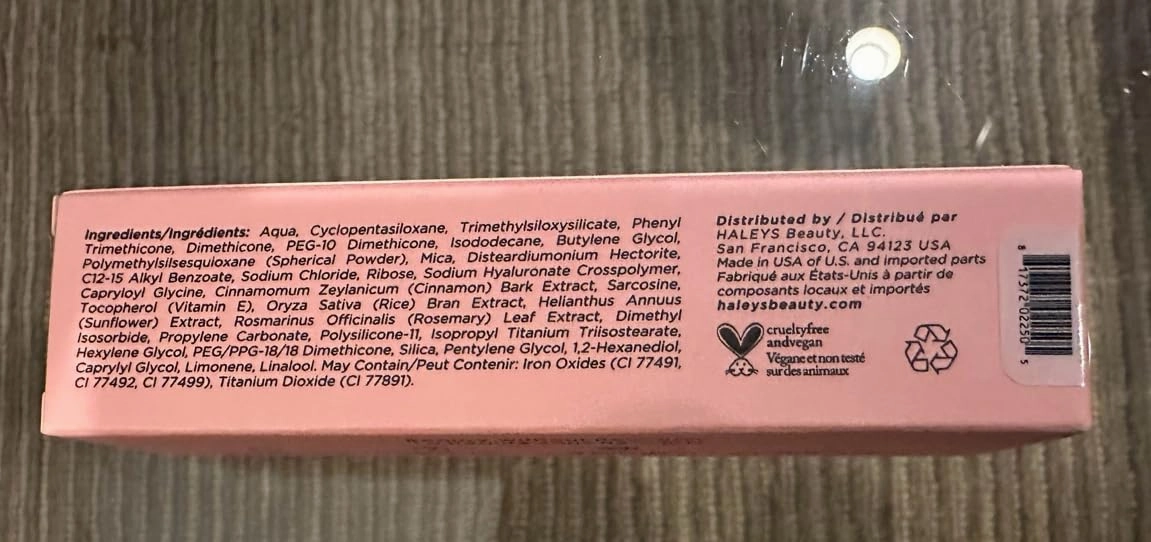 Ingredients/Ingrédients: Aqua, Cyclopentasiloxane, Trimethylsiloxysilicate, Phenyl
Trimethicone, Dimethicone, PEG-10 Dimethicone, Isododecane, Butylene Glycol,
Polymethylsilsesquioxane (Spherical Powder), Mica, Disteardiumonium Hectorite,
C12-15 Alkyl Benzoate, Sodium Chloride, Ribose, Sodium Hyaluronate Crosspolymer,
Capryloyl Glycine, Cinnamomum Zeylanicum (Cinnamon) Bark Extract, Sarcosine,
Tocopherol (Vitamin E), Oryza Sativa (Rice) Bran Extract, Helianthus Annuus
(Sunflower) Extract, Rosmarinus Officinalis (Rosemary) Leaf Extract, Dimethyl
Isosorbide, Propylene Carbonate, Polysilicone-11, Isopropyl Titanium Triisostearate,
Hexylene Glycol, PEG/PPG-18/18 Dimethicone, Silica, Pentylene Glycol, 1,2-Hexanediol,
Caprylyl Glycol, Limonene, Linalool. May Contain/Peut Contenir: Iron Oxides (CI 77491,
CI 77492, CI 77499), Titanium Dioxide (CI 77891).
Distributed by / Distribué par
HALEYS Beauty, LLC.
San Francisco, CA 94123 USA
Made in USA of U.S. and imported parts
Fabriqué aux États-Unis à partir de
composants locaux et importés
haleysbeauty.com
crueltyfree
andvegan
Végane et non testé
sur des animaux
8 17372 02250 5